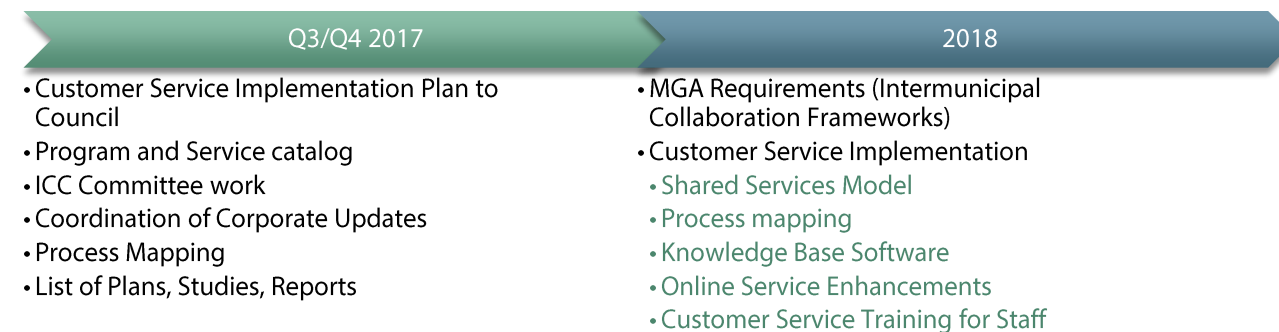 Q3/Q4 2017
• Customer Service Implementation Plan to
Council
• Program and Service catalog
• ICC Committee work
• Coordination of Corporate Updates
• Process Mapping
• List of Plans, Studies, Reports
2018
• MGA Requirements (Intermunicipal
Collaboration Frameworks)
• Customer Service Implementation
• Shared Services Model
• Process mapping
• Knowledge Base Software
• Online Service Enhancements
• Customer Service Training for Staff